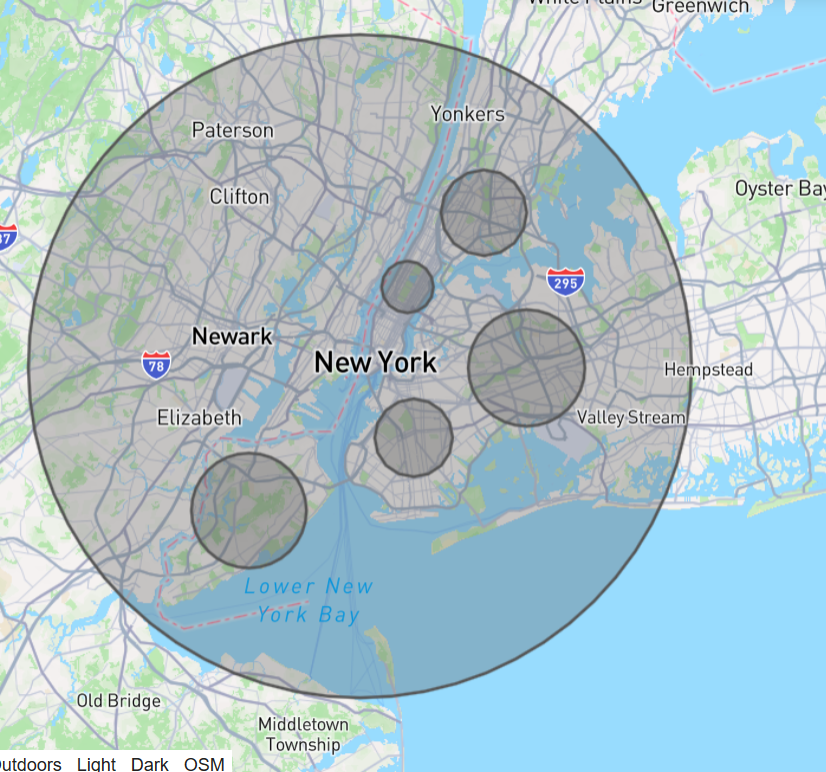 White Plains
Greenwich
Yonkers
Paterson
Oyster Bay
Clifton
87
295
Newark
New York
78
Hempstead
Elizabeth
Valley Stream
Lower New
York Bay
Old Bridge
Middletown
Township
utdoors Light Dark OSM